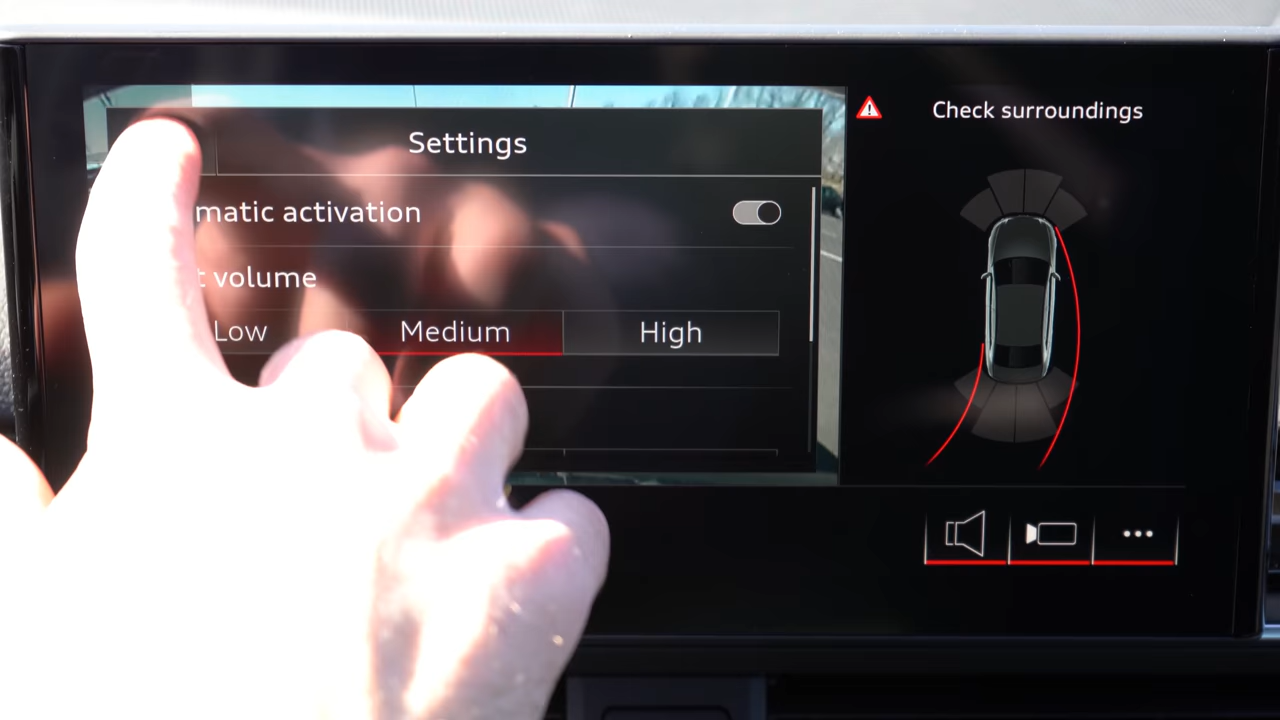 Check surroundings
Settings
matic activation
t volume
Low Medium High